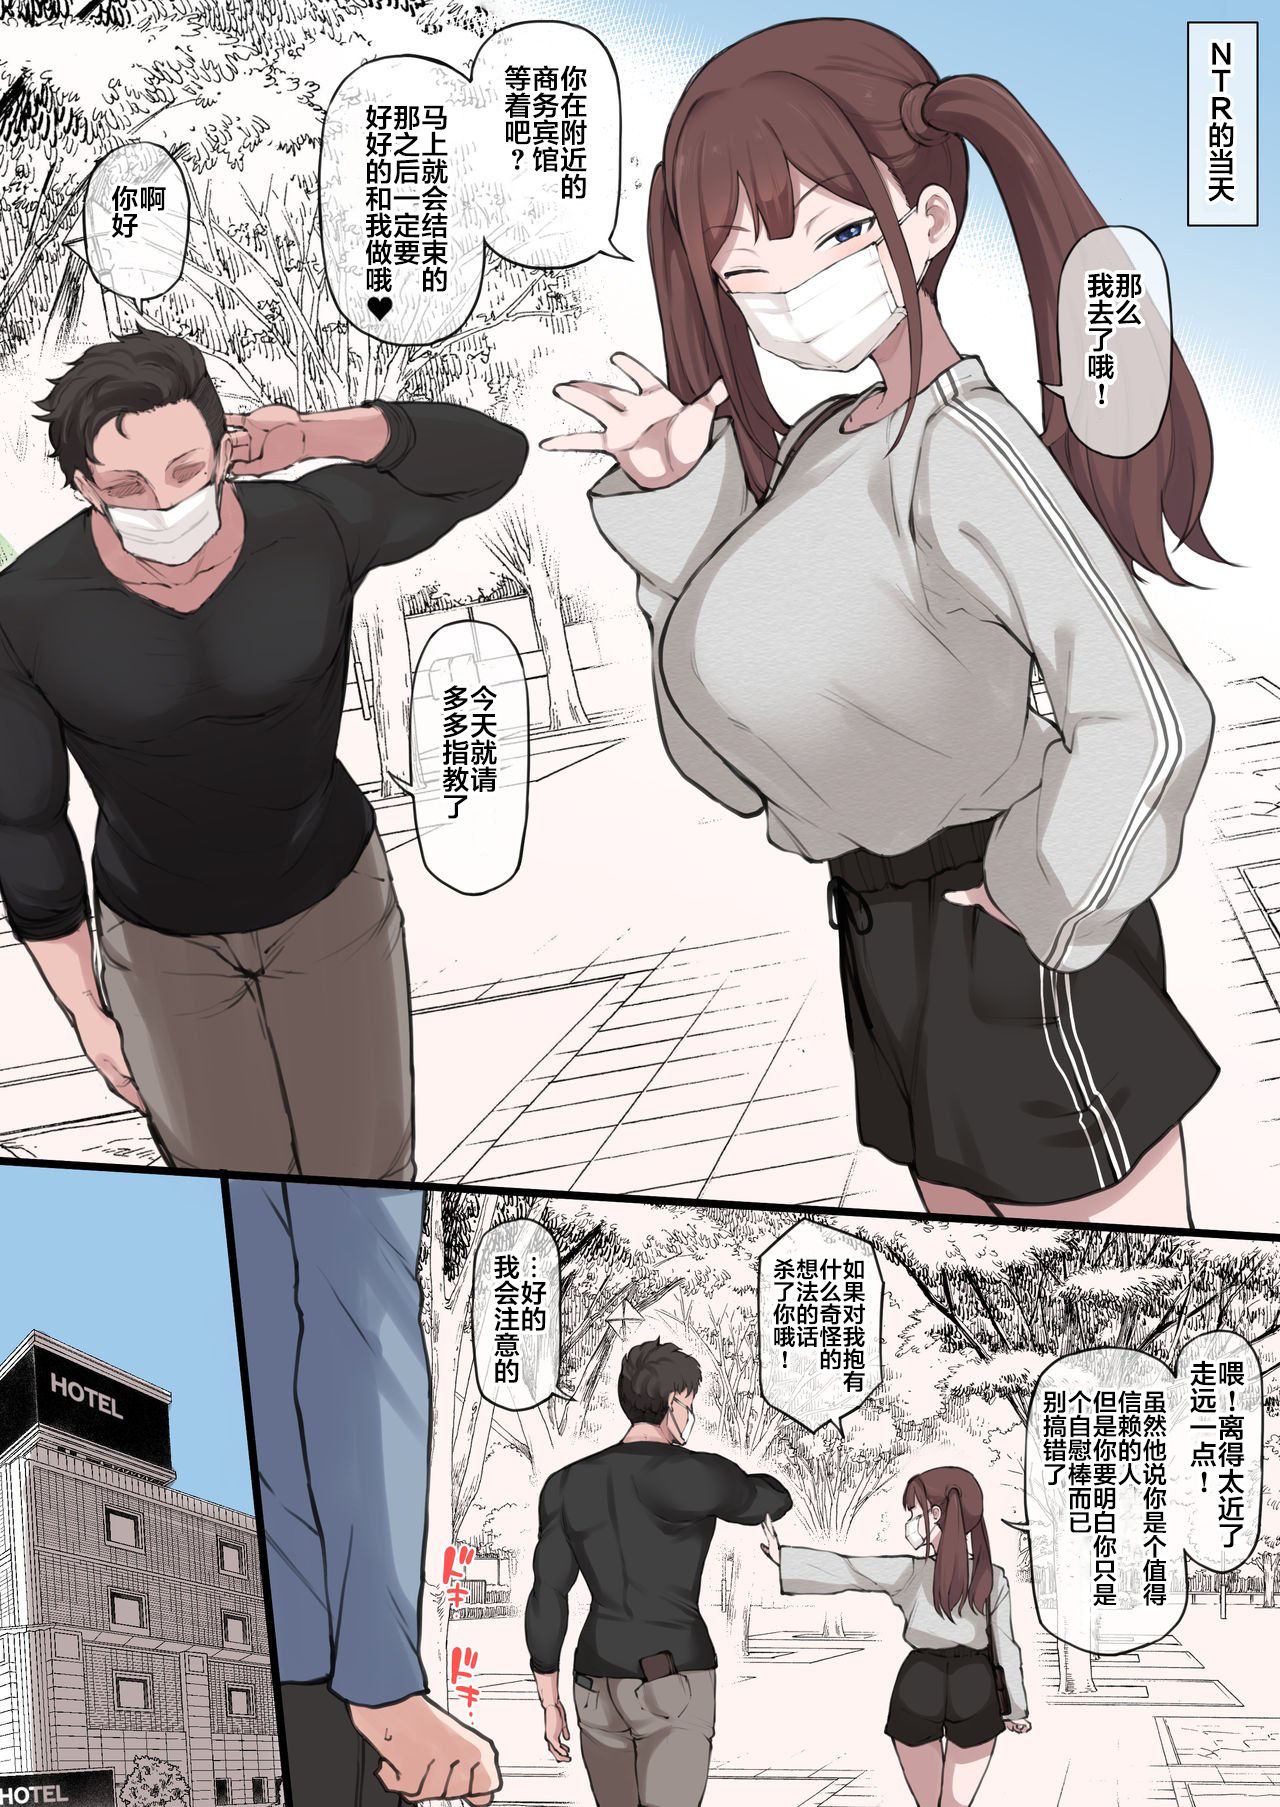 NTR的当天
那么
我去了哦！
你在附近的
商务宾馆
等着吧？
马上就会结束的
那之后一定要
好好的和我做哦♥
啊
你好
今天就请
多多指教了
喂！离得太近了
走远一点！
虽然他说你是个值得
信赖的人
但是你要明白你只是
个自慰棒而已
别搞错了
如果对我抱有
什么奇怪的
想法的话
杀了你哦！
…好的
我会注意的
ドキ…
ドキ…
HOTEL
HOTEL